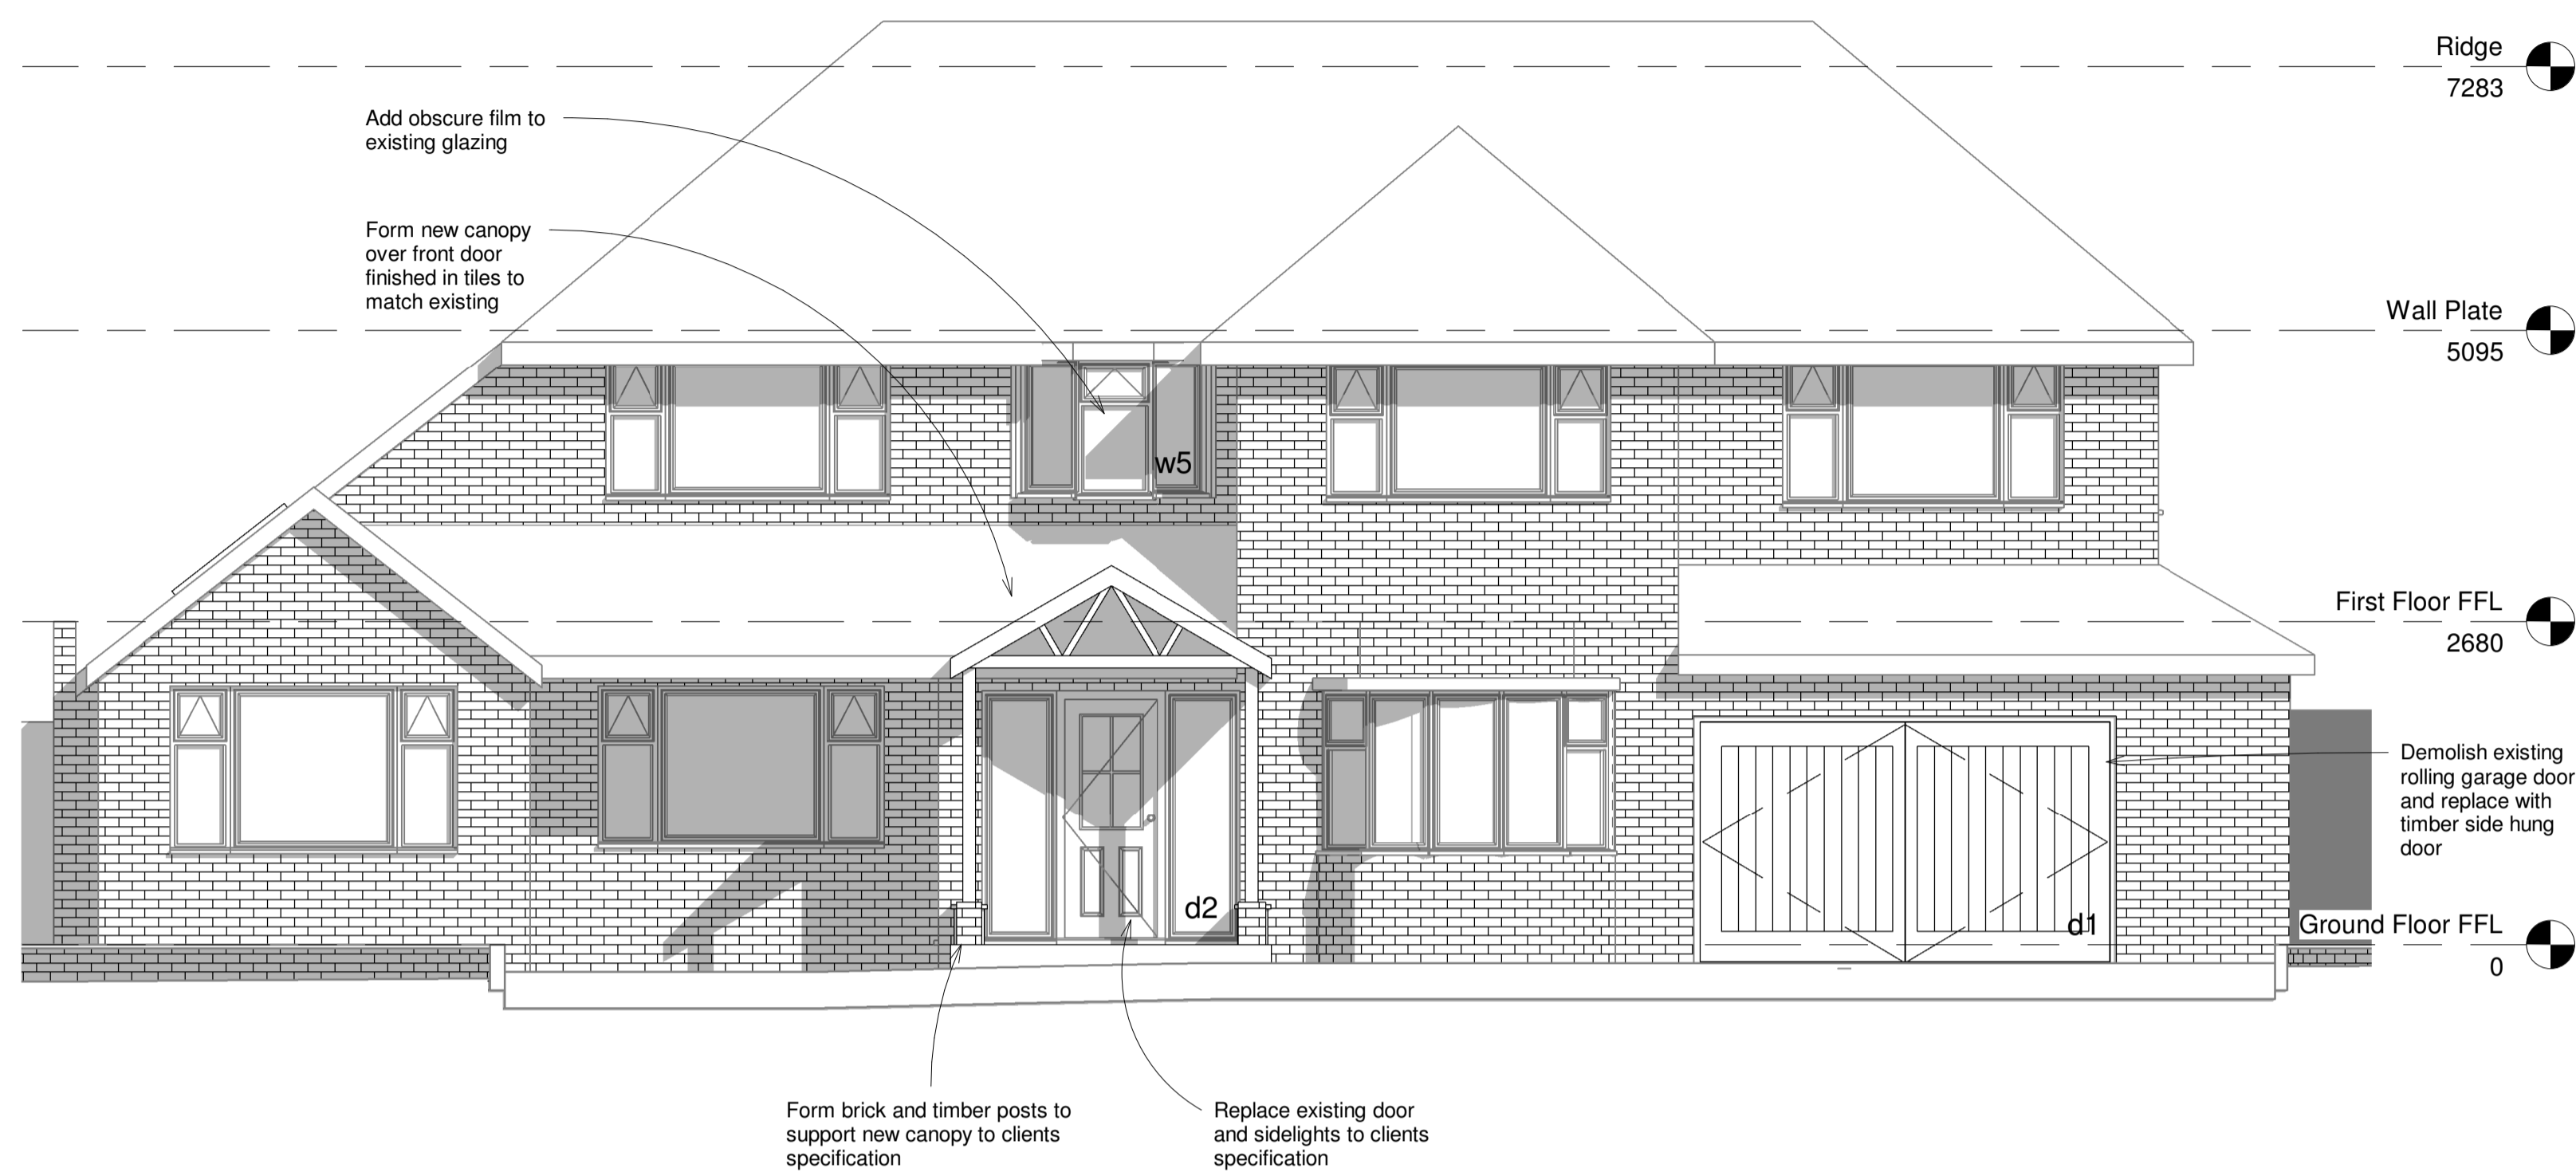 Ridge
7283
Add obscure film to
existing glazing
Form new canopy
over front door
finished in tiles to
match existing
Wall Plate
5095
w5
First Floor FFL
2680
Demolish existing
rolling garage door
and replace with
timber side hung
door
d2
d1
Ground Floor FFL
0
Form brick and timber posts to
support new canopy to clients
specification
Replace existing door
and sidelights to clients
specification